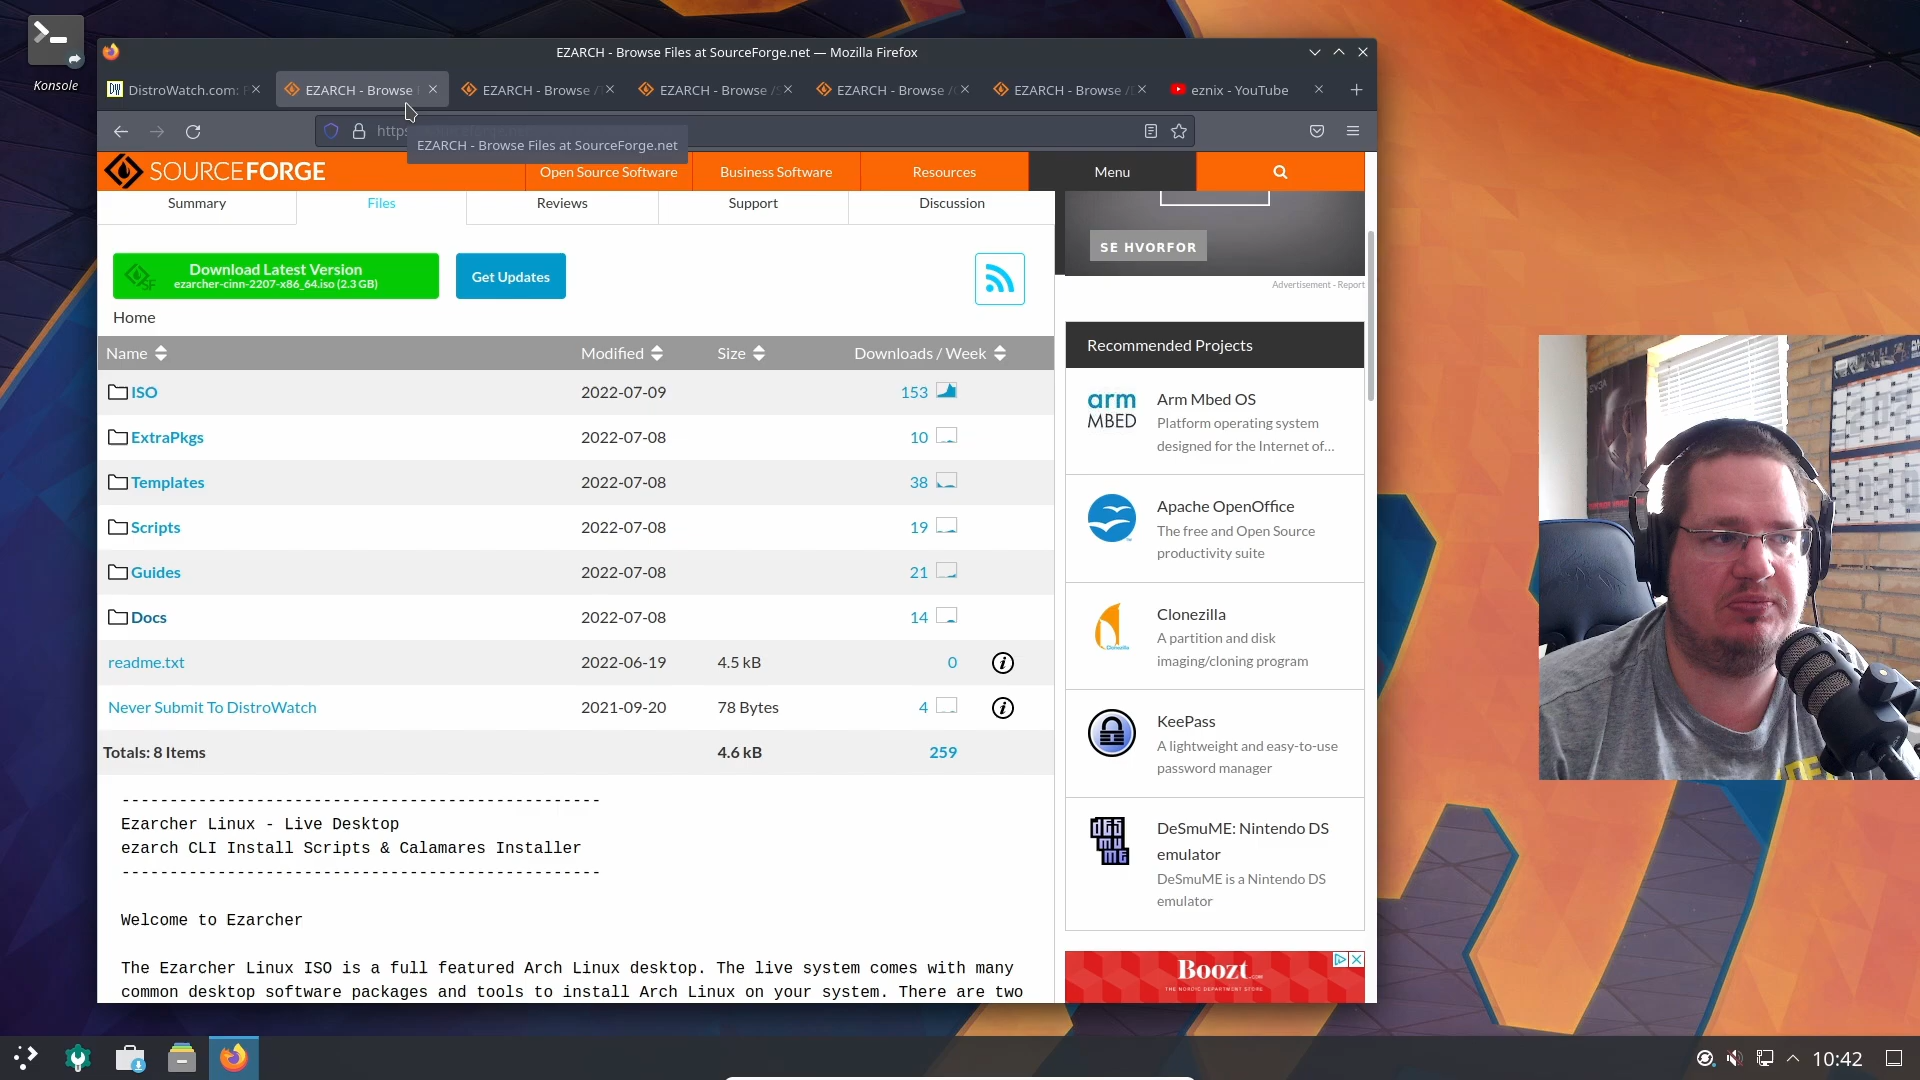 Konsole
EZARCH - Browse Files at SourceForge.net — Mozilla Firefox
DistroWatch.com:
EZARCH - Browse
EZARCH - Browse /
EZARCH - Browse /
EZARCH - Browse /
EZARCH - Browse /
eznix - YouTube
https
EZARCH - Browse Files at SourceForge.net
SOURCEFORGE
Open Source Software
Business Software
Resources
Menu
Summary
Files
Reviews
Support
Discussion
SE HVORFOR
Advertisement - Report
Download Latest Version
ezarcher-cinn-2207-x86_64.iso (2.3 GB)
Get Updates
Home
Name Modified Size Downloads / Week
ISO 2022-07-09 153
ExtraPkgs 2022-07-08 10
Templates 2022-07-08 38
Scripts 2022-07-08 19
Guides 2022-07-08 21
Docs 2022-07-08 14
readme.txt 2022-06-19 4.5 kB 0
Never Submit To DistroWatch 2021-09-20 78 Bytes 4
Totals: 8 Items 4.6 kB 259
--------------------------------------------------
Ezarcher Linux - Live Desktop
ezarch CLI Install Scripts & Calamares Installer
--------------------------------------------------
Welcome to Ezarcher
The Ezarcher Linux ISO is a full featured Arch Linux desktop. The live system comes with many
common desktop software packages and tools to install Arch Linux on your system. There are two
Recommended Projects
arm
MBED
Arm Mbed OS
Platform operating system
designed for the Internet of...
Apache OpenOffice
The free and Open Source
productivity suite
Clonezilla
A partition and disk
imaging/cloning program
KeePass
A lightweight and easy-to-use
password manager
DeSmuME: Nintendo DS
emulator
DeSmuME is a Nintendo DS
emulator
Boozt.com
THE NORDIC DEPARTMENT STORE
10:42